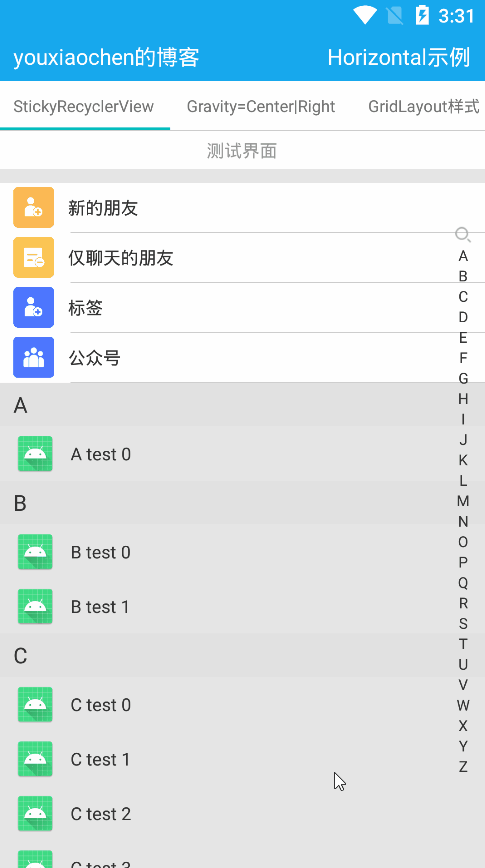 3:31
youxiaochen的博客 Horizontal示例
StickyRecyclerView Gravity=Center|Right GridLayout样式
测试界面
新的朋友
仅聊天的朋友
标签
公众号
A
A test 0
B
B test 0
B test 1
C
C test 0
C test 1
C test 2
C test 3
A
B
C
D
E
F
G
H
I
J
K
L
M
N
O
P
Q
R
S
T
U
V
W
X
Y
Z